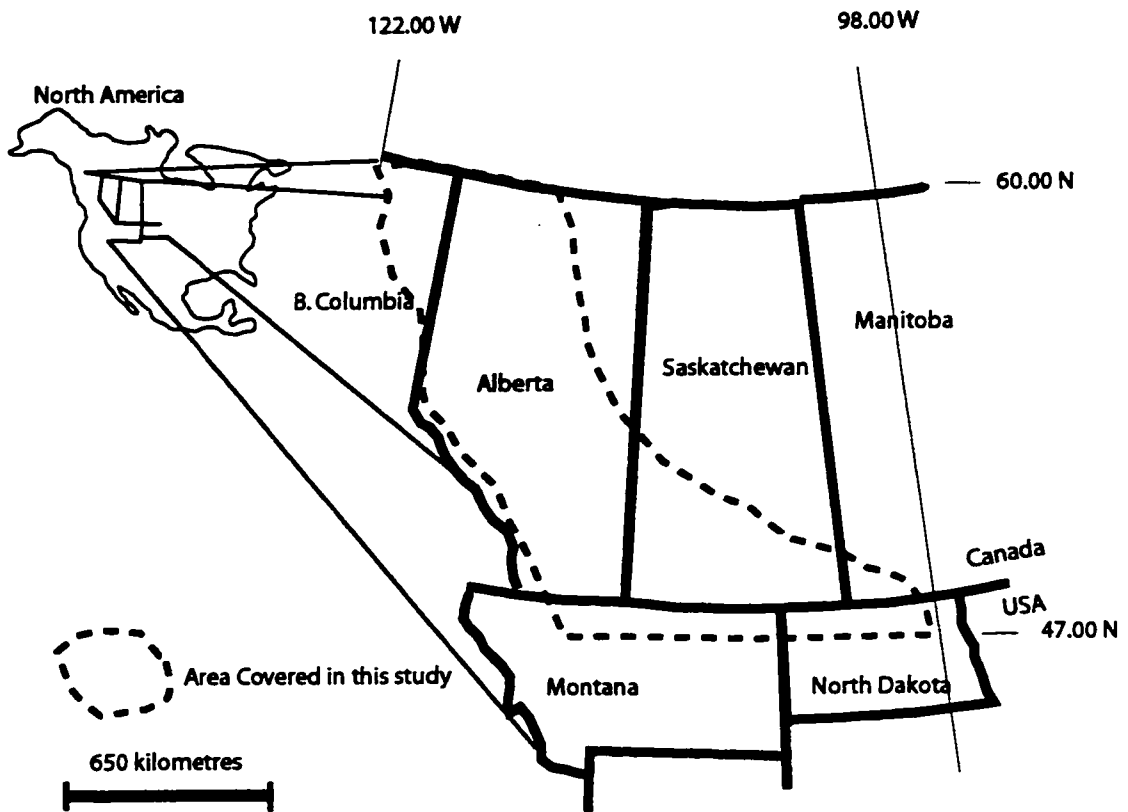 122.00 W
98.00 W
North America
60.00 N
B. Columbia
Manitoba
Saskatchewan
Alberta
Canada
USA
47.00 N
Area Covered in this study
Montana
North Dakota
650 kilometres